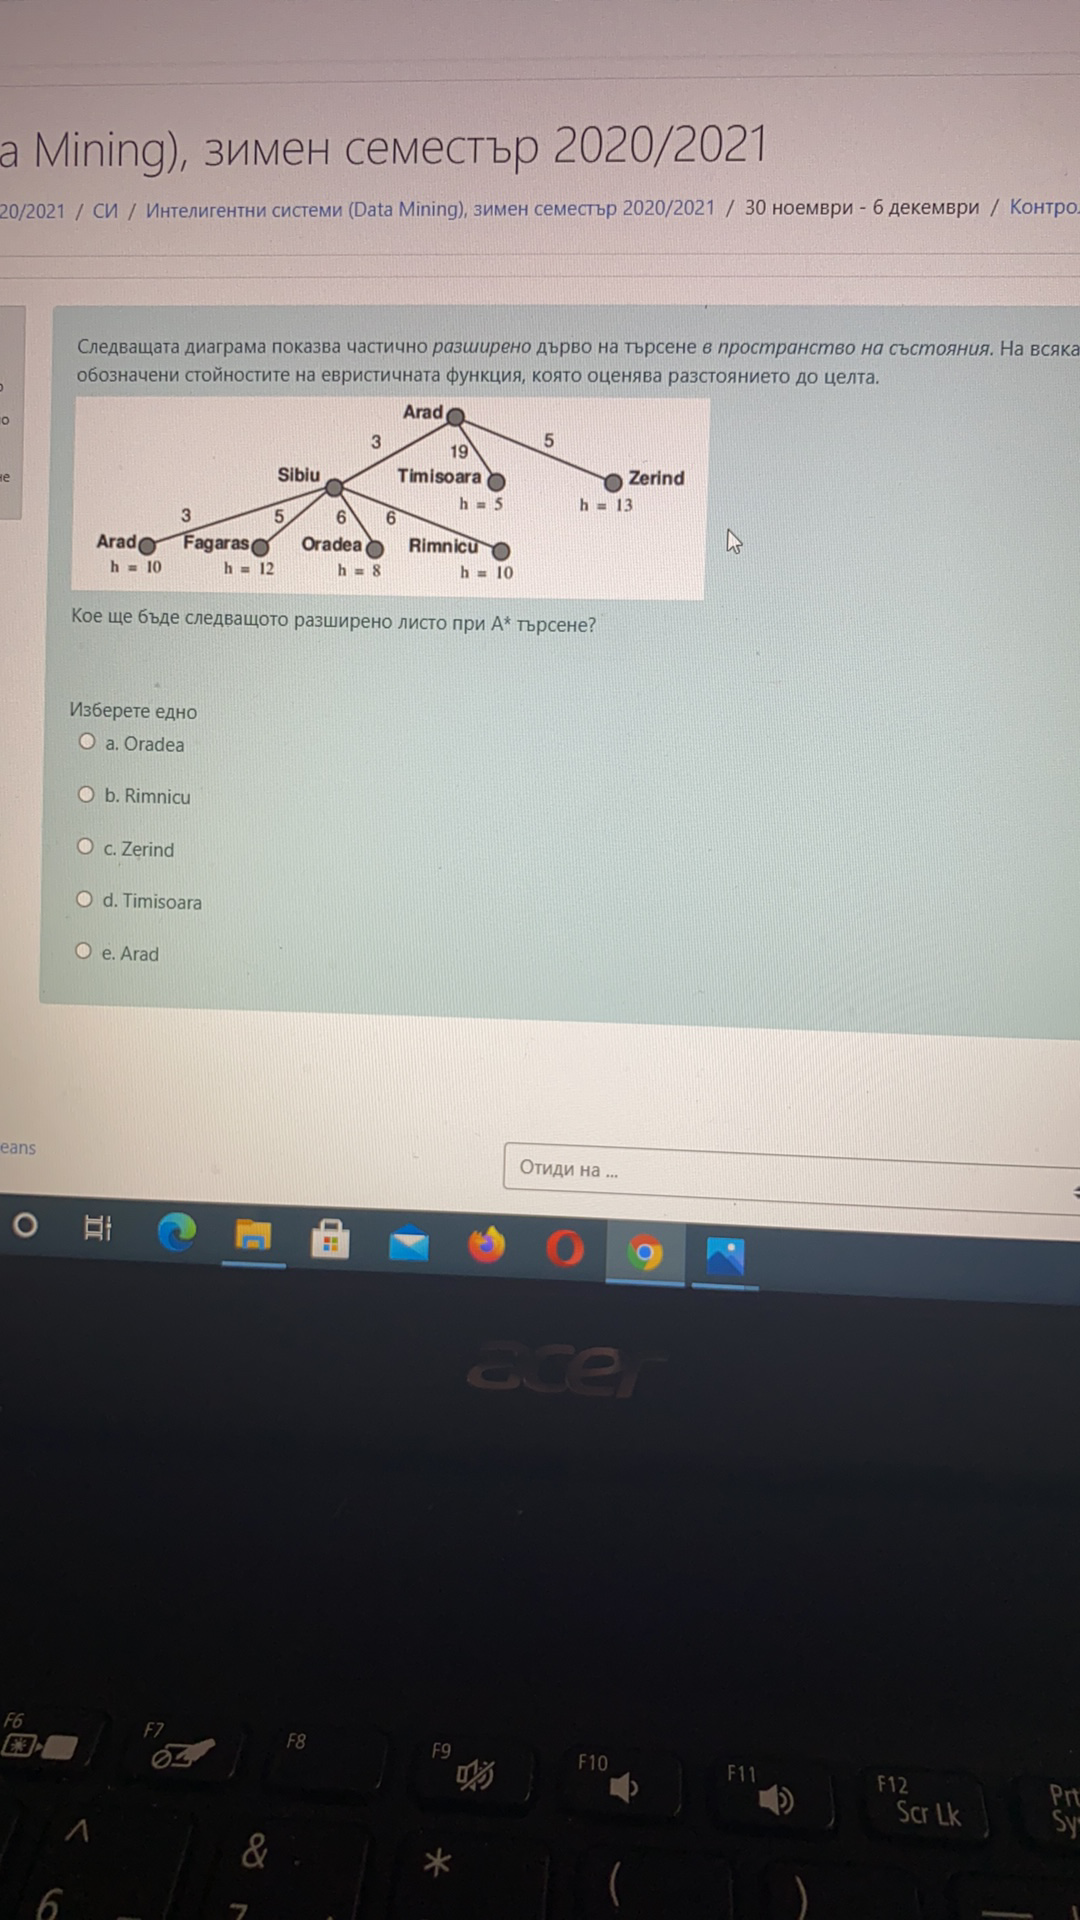 a Mining), зимен семестър 2020/2021
20/2021 / СИ / Интелигентни системи (Data Mining), зимен семестър 2020/2021 / 30 ноември - 6 декември / Контро
Следващата диаграма показва частично разширено дърво на търсене в пространство на състояния. На всяка
обозначени стойностите на евристичната функция, която оценява разстоянието до целта.
Arad
3 19 5
Sibiu Timisoara Zerind
h = 5 h = 13
3 5 6 6
Arad Fagaras Oradea Rimnicu
h = 10 h = 12 h = 8 h = 10
Кое ще бъде следващото разширено листо при A* търсене?
Изберете едно
a. Oradea
b. Rimnicu
c. Zerind
d. Timisoara
e. Arad
eans
Отиди на ...
acer
F6 F7 F8 F9 F10 F11 F12 Prt
Scr Lk Sy
^ & * ( )
6 7